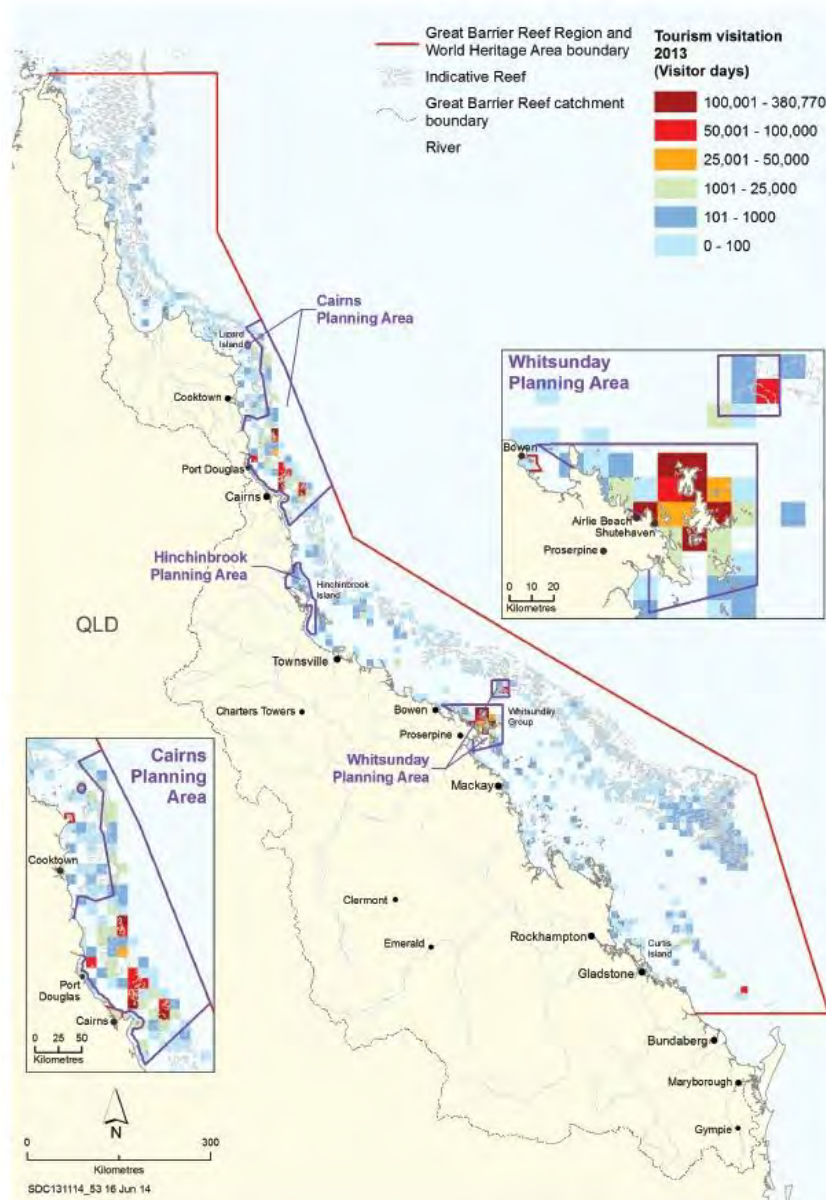 Great Barrier Reef Region and
World Heritage Area boundary
Indicative Reef
Great Barrier Reef catchment
boundary
River
Tourism visitation
2013
(Visitor days)
100,001 - 380,770
50,001 - 100,000
25,001 - 50,000
1001 - 25,000
101 - 1000
0 - 100
Cairns
Planning Area
Lizard
Island
Cooktown
Port Douglas
Cairns
Hinchinbrook
Planning Area
Hinchinbrook
Island
QLD
Townsville
Charters Towers
Bowen
Proserpine
Whitsunday
Group
Whitsunday
Planning Area
Mackay
Clermont
Emerald
Rockhampton
Curtis
Island
Gladstone
Bundaberg
Maryborough
Gympie
Whitsunday
Planning Area
Bowen
Airlie Beach
Shutehaven
Proserpine
0 10 20
Kilometres
Cairns
Planning
Area
Cooktown
Port
Douglas
Cairns
0 25 50
Kilometres
N
0 300
Kilometres
SDC131114_53 16 Jun 14